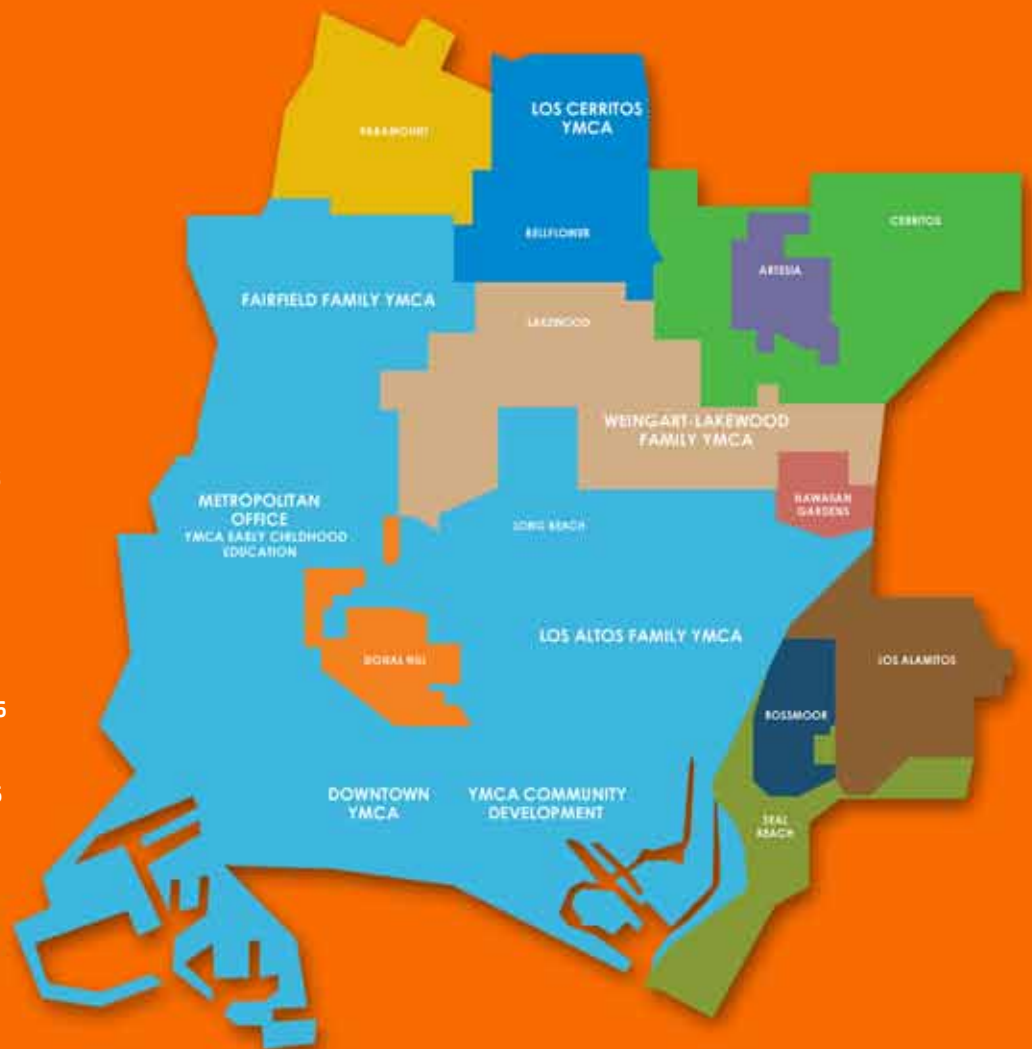 LOS CERRITOS
YMCA
PARAMOUNT
CERRITOS
BELLFLOWER
ARTESIA
FAIRFIELD FAMILY YMCA
LAKEWOOD
WEINGART-LAKEWOOD
FAMILY YMCA
METROPOLITAN
OFFICE
YMCA EARLY CHILDHOOD
EDUCATION
HAWAIIAN
GARDENS
LONG BEACH
LOS ALTOS FAMILY YMCA
SIGNAL HILL
LOS ALAMITOS
ROSSMOOR
DOWNTOWN
YMCA
YMCA COMMUNITY
DEVELOPMENT
SEAL
BEACH